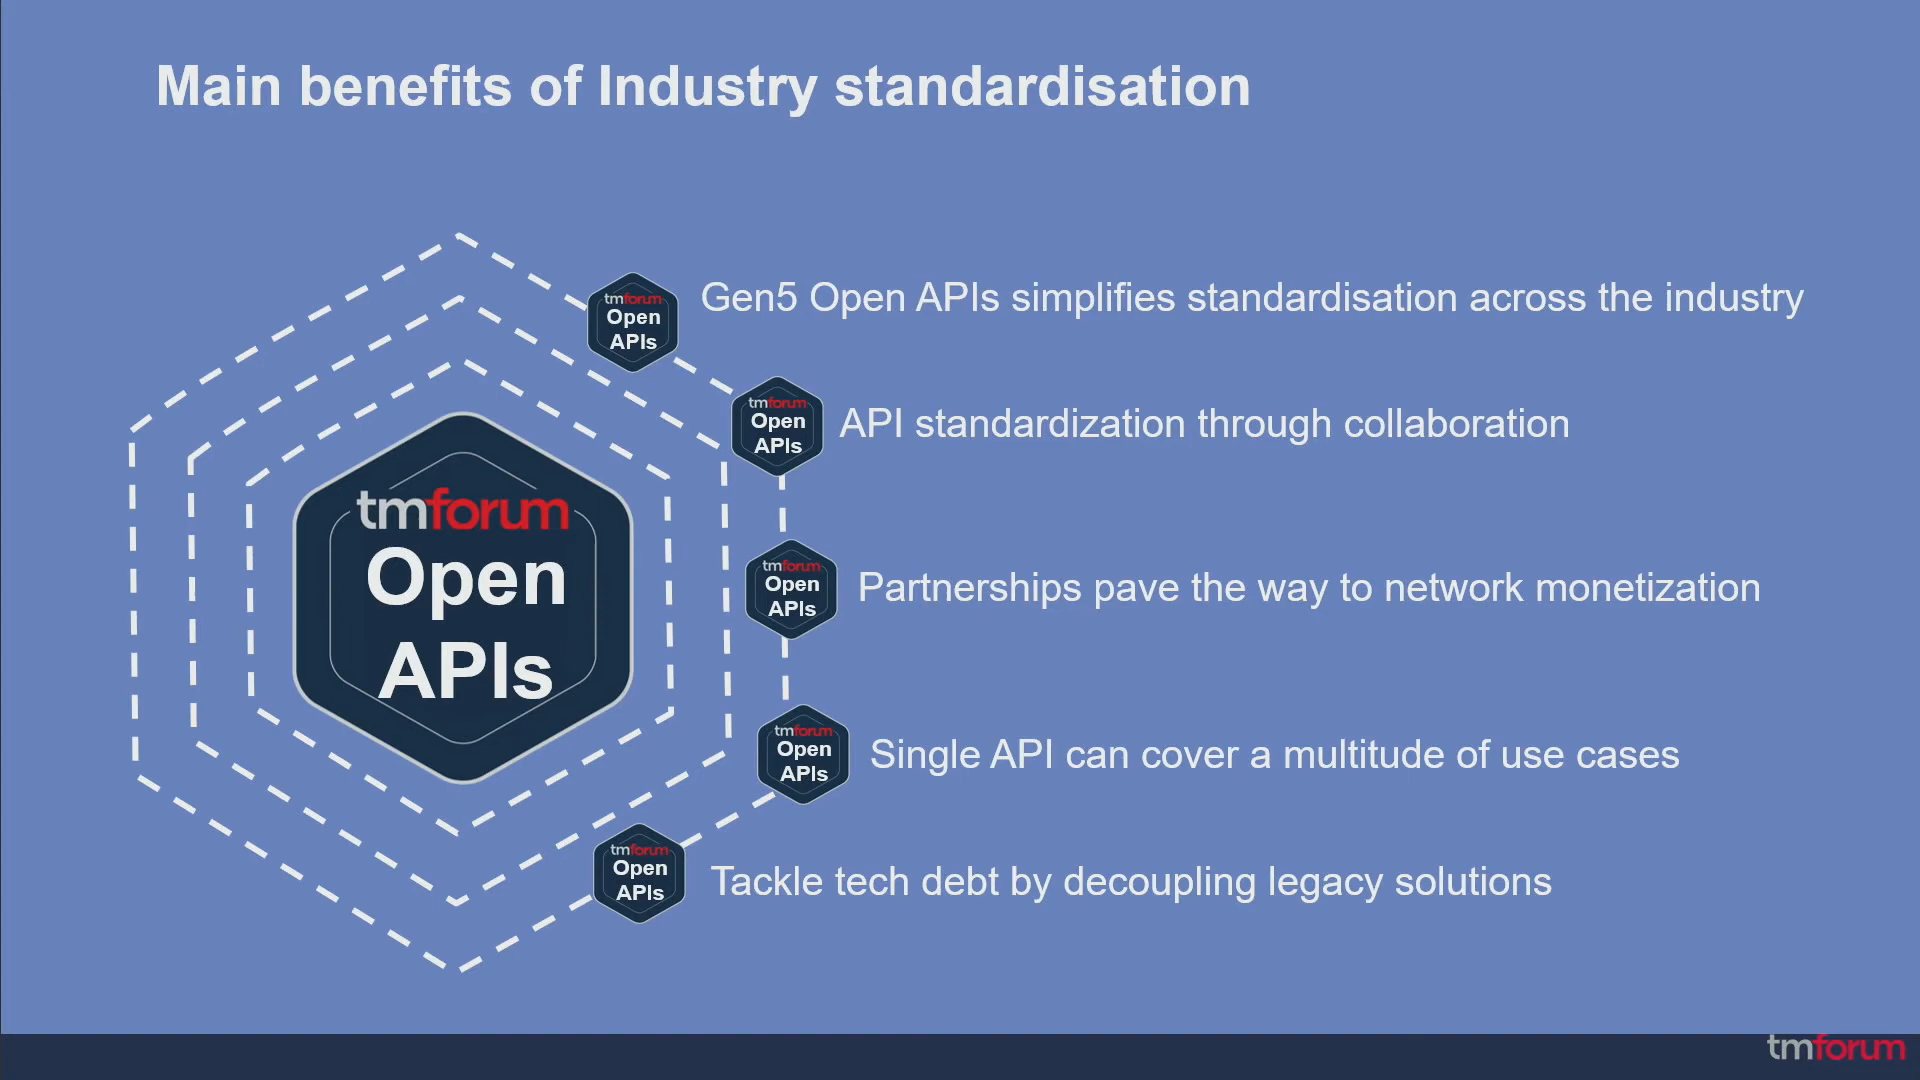 Main benefits of Industry standardisation
tmforum
Open
APIs
Gen5 Open APIs simplifies standardisation across the industry
tmforum
Open
APIs
API standardization through collaboration
tmforum
Open
APIs
tmforum
Open
APIs
Partnerships pave the way to network monetization
tmforum
Open
APIs
Single API can cover a multitude of use cases
tmforum
Open
APIs
Tackle tech debt by decoupling legacy solutions
tmforum